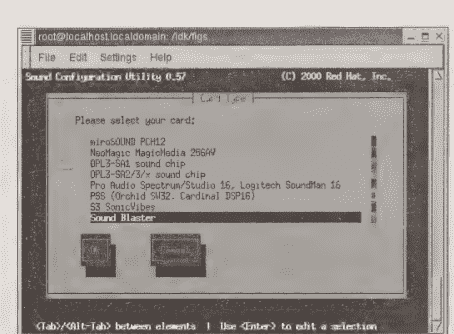 root@localhost.localdomain: /ldk/figs
File Edit Settings Help
Sound Configuration Utility 0.57 (C) 2000 Red Hat, Inc.
Card Type
Please select your card:
miroSOUND PCM12
NeoMagic MagicMedia 256AV
OPL3-SA1 sound chip
OPL3-SA2/3/x sound chip
Pro Audio Spectrum/Studio 16, Logitech SoundMan 16
PSS (Orchid SW32, Cardinal DSP16)
S3 SonicVibes
Sound Blaster
<Tab>/<Alt-Tab> between elements | Use <Enter> to edit a selection